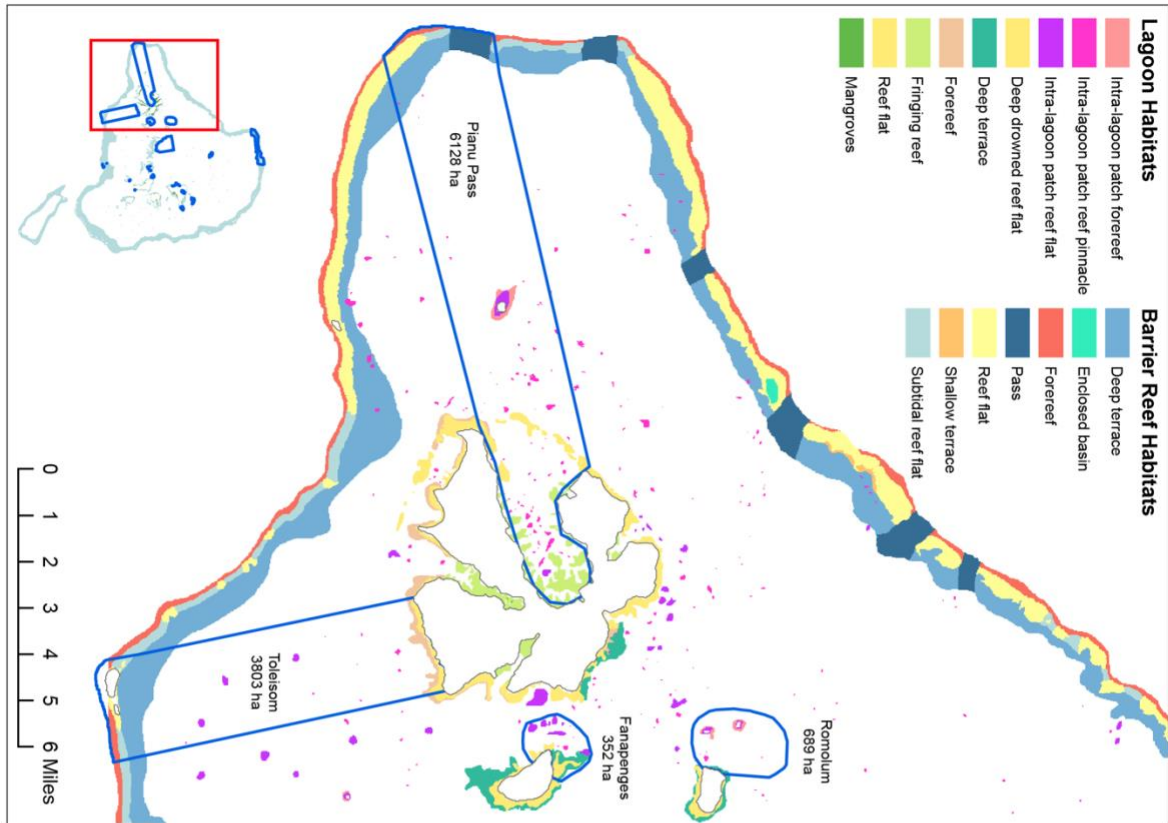 Lagoon Habitats
Intra-lagoon patch forereef
Intra-lagoon patch reef pinnacle
Intra-lagoon patch reef flat
Deep drowned reef flat
Deep terrace
Forereef
Fringing reef
Reef flat
Mangroves
Barrier Reef Habitats
Deep terrace
Enclosed basin
Forereef
Pass
Reef flat
Shallow terrace
Subtidal reef flat
Pianu Pass
6128 ha
Toleisom
3803 ha
Fanapenges
352 ha
Romolum
689 ha
0 1 2 3 4 5 6 Miles